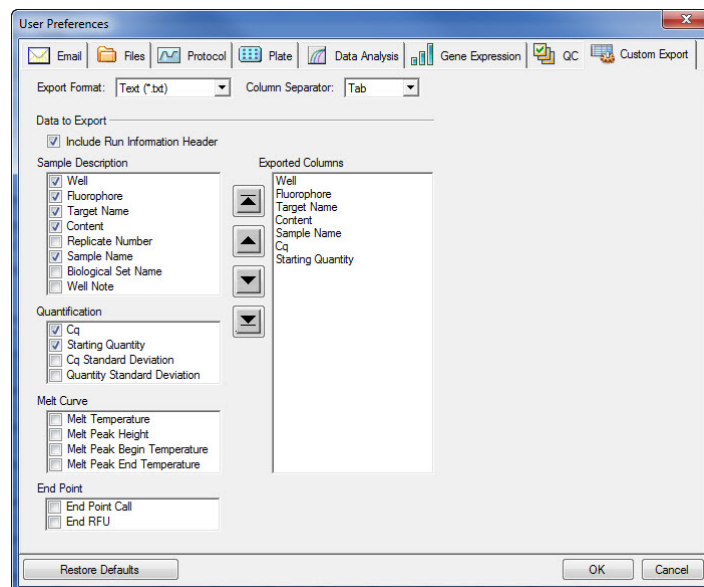 User Preferences
Email Files Protocol Plate Data Analysis Gene Expression QC Custom Export
Export Format: Text (*.txt) Column Separator: Tab
Data to Export
Include Run Information Header
Sample Description
Well
Fluorophore
Target Name
Content
Replicate Number
Sample Name
Biological Set Name
Well Note
Exported Columns
Well
Fluorophore
Target Name
Content
Sample Name
Cq
Starting Quantity
Quantification
Cq
Starting Quantity
Cq Standard Deviation
Quantity Standard Deviation
Melt Curve
Melt Temperature
Melt Peak Height
Melt Peak Begin Temperature
Melt Peak End Temperature
End Point
End Point Call
End RFU
Restore Defaults OK Cancel